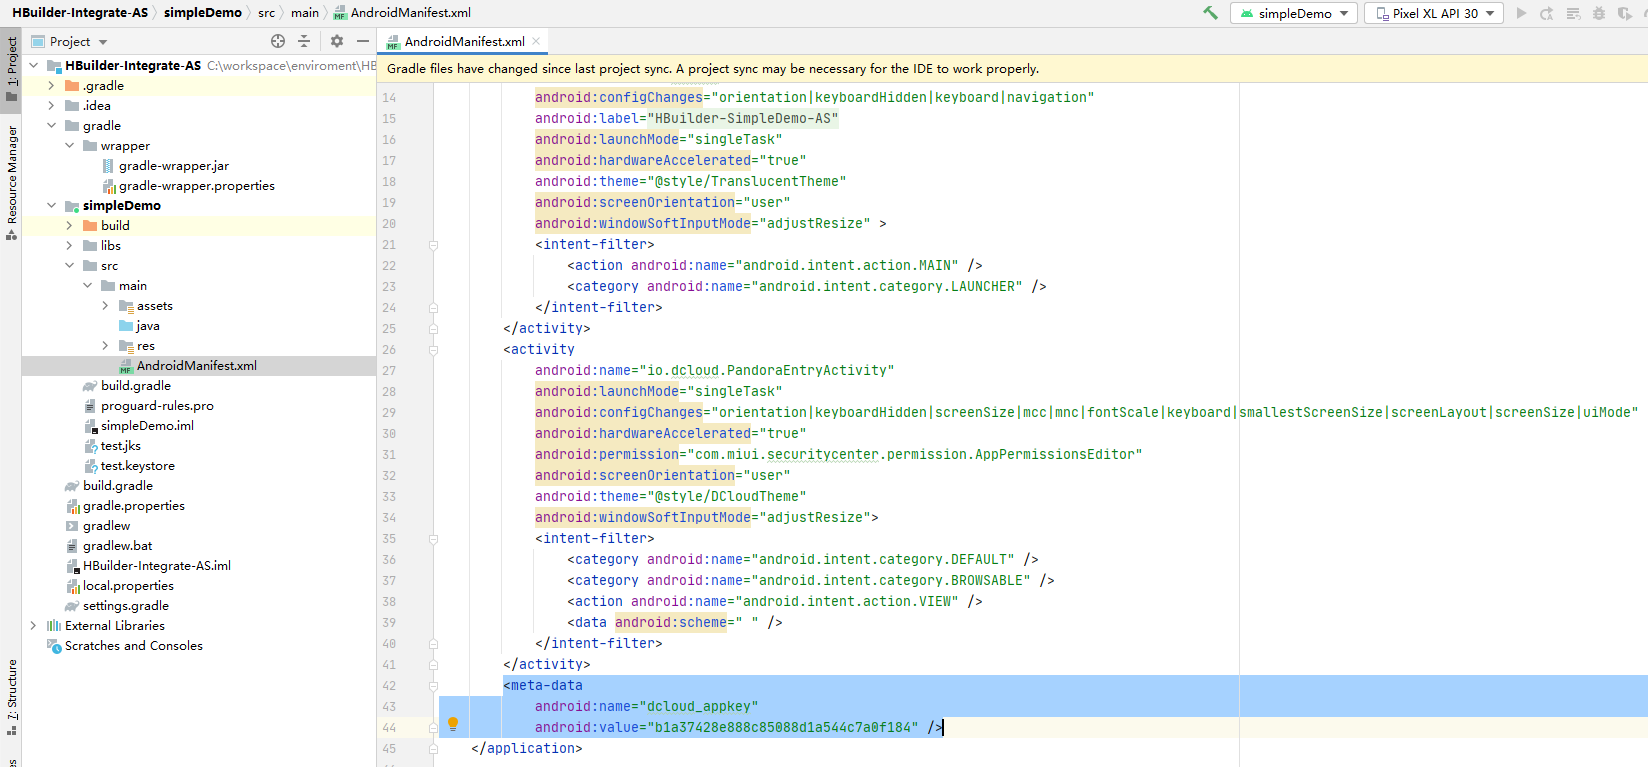 HBuilder-Integrate-AS simpleDemo src main AndroidManifest.xml simpleDemo Pixel XL API 30
1: Project
Resource Manager
7: Structure
Project
HBuilder-Integrate-AS C:\workspace\enviroment\HB
.gradle
.idea
gradle
wrapper
gradle-wrapper.jar
gradle-wrapper.properties
simpleDemo
build
libs
src
main
assets
java
res
AndroidManifest.xml
build.gradle
proguard-rules.pro
simpleDemo.iml
test.jks
test.keystore
build.gradle
gradle.properties
gradlew
gradlew.bat
HBuilder-Integrate-AS.iml
local.properties
settings.gradle
External Libraries
Scratches and Consoles
AndroidManifest.xml
Gradle files have changed since last project sync. A project sync may be necessary for the IDE to work properly.
14 android:configChanges="orientation|keyboardHidden|keyboard|navigation"
15 android:label="HBuilder-SimpleDemo-AS"
16 android:launchMode="singleTask"
17 android:hardwareAccelerated="true"
18 android:theme="@style/TranslucentTheme"
19 android:screenOrientation="user"
20 android:windowSoftInputMode="adjustResize" >
21 <intent-filter>
22 <action android:name="android.intent.action.MAIN" />
23 <category android:name="android.intent.category.LAUNCHER" />
24 </intent-filter>
25 </activity>
26 <activity
27 android:name="io.dcloud.PandoraEntryActivity"
28 android:launchMode="singleTask"
29 android:configChanges="orientation|keyboardHidden|screenSize|mcc|mnc|fontScale|keyboard|smallestScreenSize|screenLayout|screenSize|uiMode"
30 android:hardwareAccelerated="true"
31 android:permission="com.miui.securitycenter.permission.AppPermissionsEditor"
32 android:screenOrientation="user"
33 android:theme="@style/DCloudTheme"
34 android:windowSoftInputMode="adjustResize">
35 <intent-filter>
36 <category android:name="android.intent.category.DEFAULT" />
37 <category android:name="android.intent.category.BROWSABLE" />
38 <action android:name="android.intent.action.VIEW" />
39 <data android:scheme=" " />
40 </intent-filter>
41 </activity>
42 <meta-data
43 android:name="dcloud_appkey"
44 android:value="b1a37428e888c85088d1a544c7a0f184" />
45 </application>